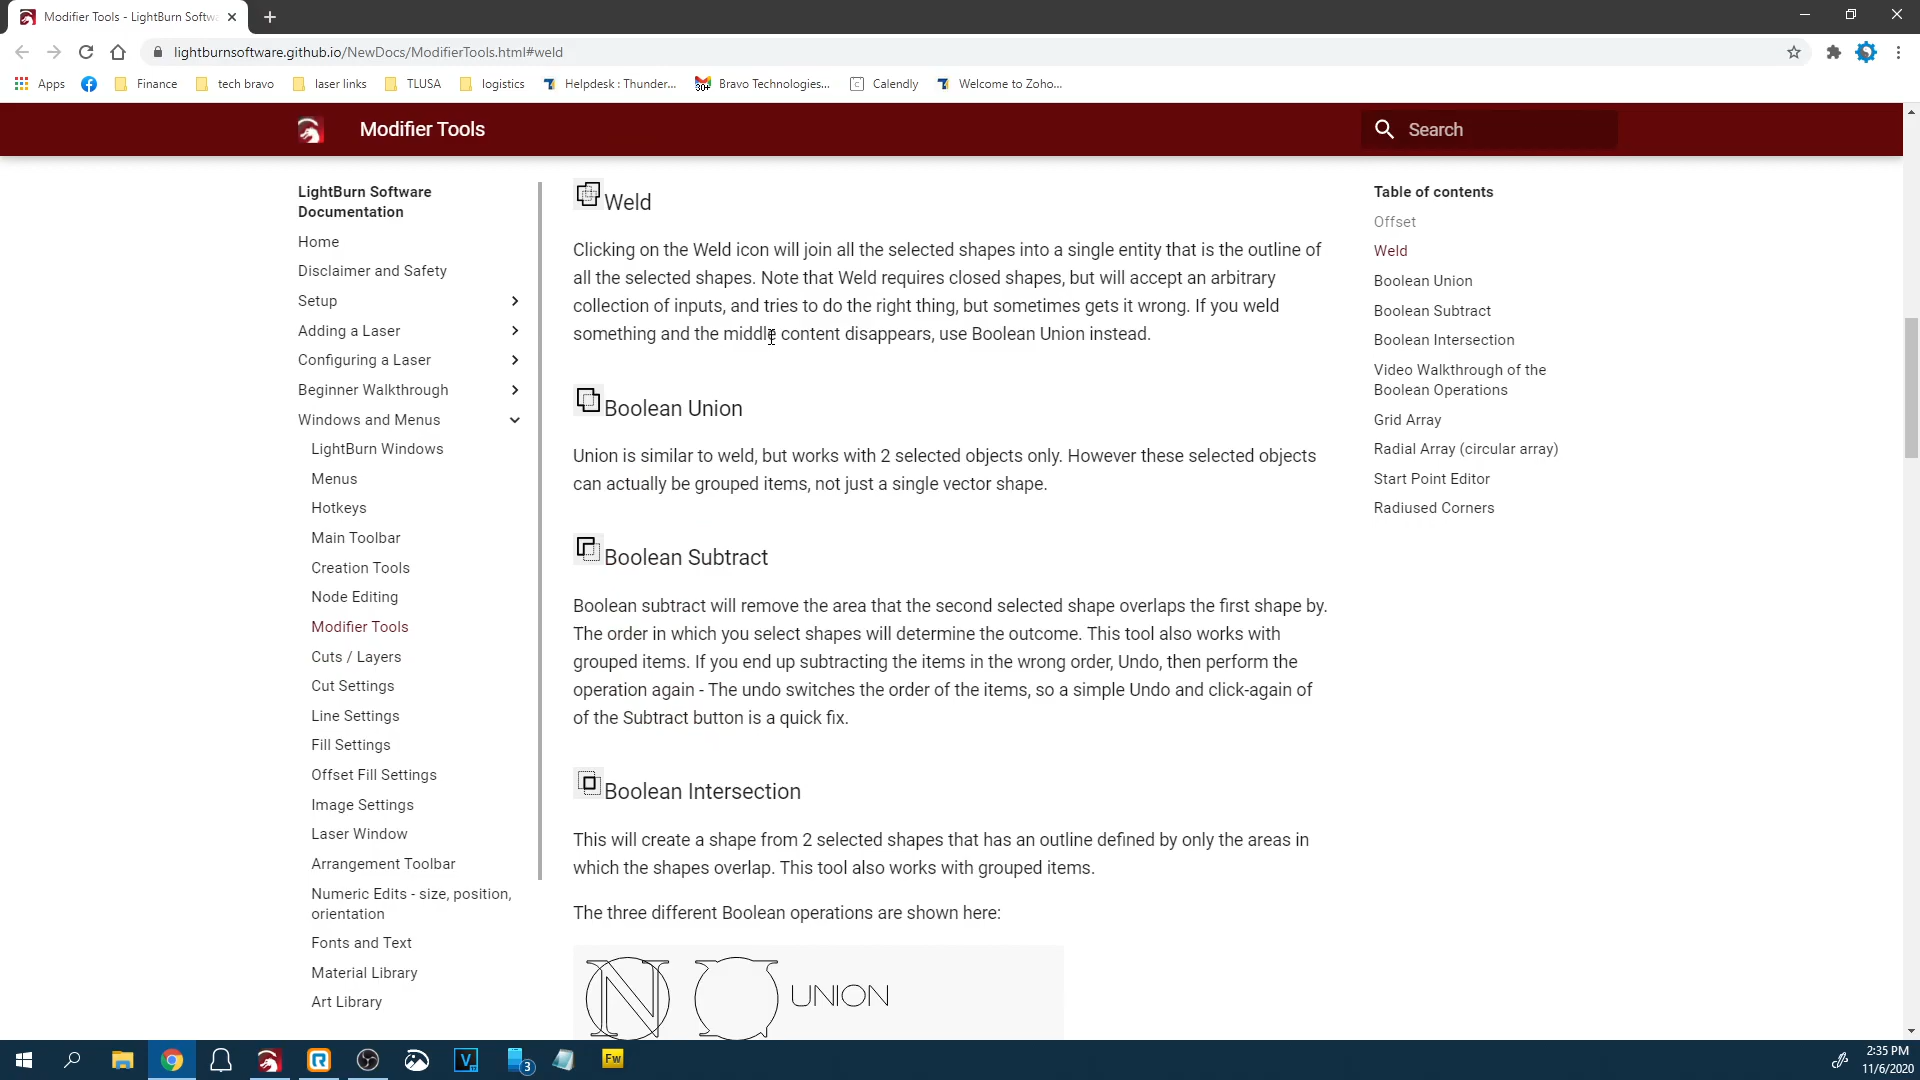 Modifier Tools - LightBurn Softw
lightburnsoftware.github.io/NewDocs/ModifierTools.html#weld
Apps
Finance
tech bravo
laser links
TLUSA
logistics
Helpdesk : Thunder...
30+
Bravo Technologies...
Calendly
Welcome to Zoho...
Modifier Tools
Search
LightBurn Software
Documentation
Home
Disclaimer and Safety
Setup
Adding a Laser
Configuring a Laser
Beginner Walkthrough
Windows and Menus
LightBurn Windows
Menus
Hotkeys
Main Toolbar
Creation Tools
Node Editing
Modifier Tools
Cuts / Layers
Cut Settings
Line Settings
Fill Settings
Offset Fill Settings
Image Settings
Laser Window
Arrangement Toolbar
Numeric Edits - size, position,
orientation
Fonts and Text
Material Library
Art Library
Weld
Clicking on the Weld icon will join all the selected shapes into a single entity that is the outline of
all the selected shapes. Note that Weld requires closed shapes, but will accept an arbitrary
collection of inputs, and tries to do the right thing, but sometimes gets it wrong. If you weld
something and the middle content disappears, use Boolean Union instead.
Boolean Union
Union is similar to weld, but works with 2 selected objects only. However these selected objects
can actually be grouped items, not just a single vector shape.
Boolean Subtract
Boolean subtract will remove the area that the second selected shape overlaps the first shape by.
The order in which you select shapes will determine the outcome. This tool also works with
grouped items. If you end up subtracting the items in the wrong order, Undo, then perform the
operation again - The undo switches the order of the items, so a simple Undo and click-again of
of the Subtract button is a quick fix.
Boolean Intersection
This will create a shape from 2 selected shapes that has an outline defined by only the areas in
which the shapes overlap. This tool also works with grouped items.
The three different Boolean operations are shown here:
N
UNION
Table of contents
Offset
Weld
Boolean Union
Boolean Subtract
Boolean Intersection
Video Walkthrough of the
Boolean Operations
Grid Array
Radial Array (circular array)
Start Point Editor
Radiused Corners
3
Fw
2:35 PM
11/6/2020